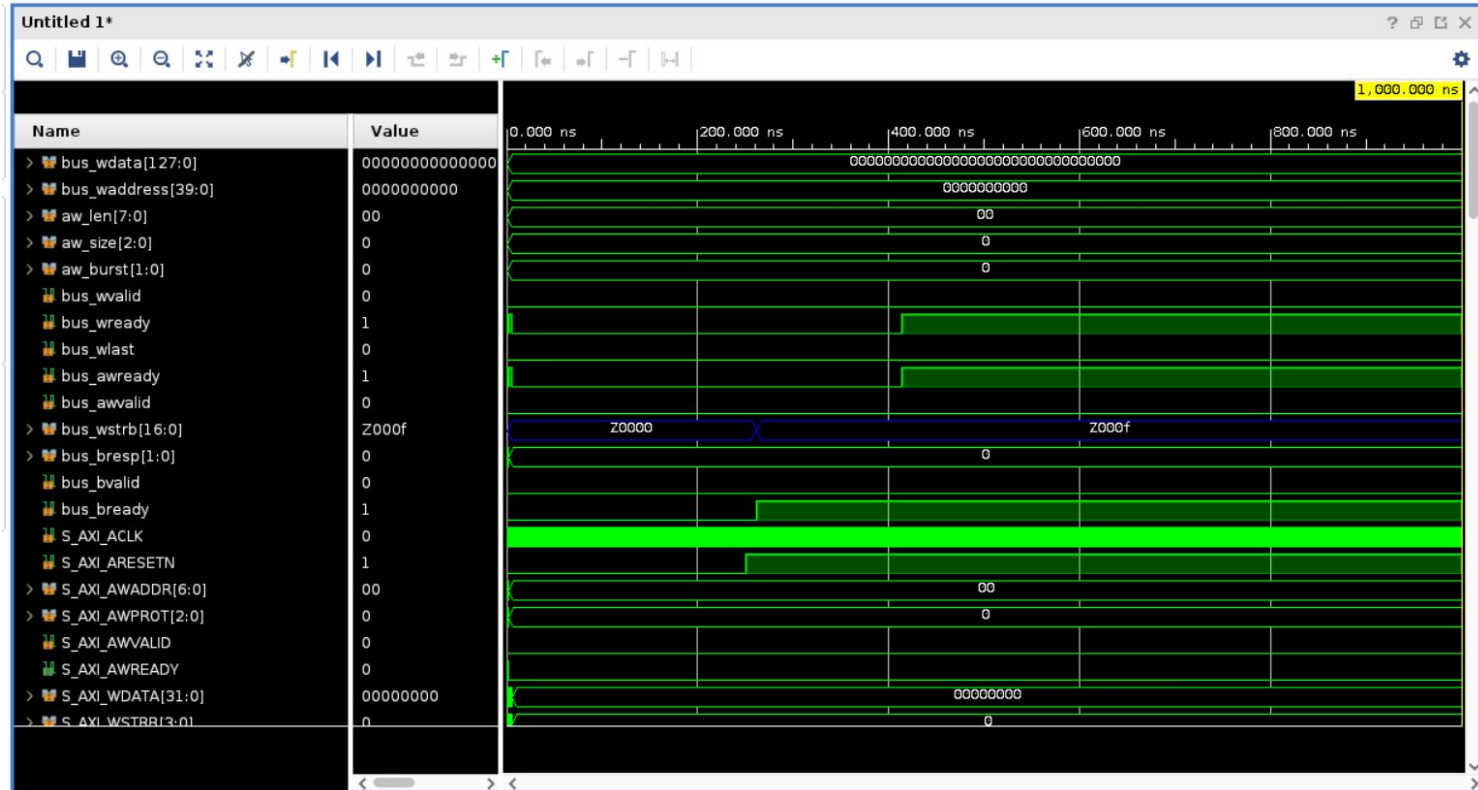 Untitled 1*
1,000.000 ns
Name Value 0.000 ns 200.000 ns 400.000 ns 600.000 ns 800.000 ns
bus_wdata[127:0] 00000000000000 00000000000000000000000000000000
bus_waddress[39:0] 0000000000 0000000000
aw_len[7:0] 00 00
aw_size[2:0] 0 0
aw_burst[1:0] 0 0
bus_wvalid 0
bus_wready 1
bus_wlast 0
bus_awready 1
bus_awvalid 0
bus_wstrb[16:0] Z000f Z0000 Z000f
bus_bresp[1:0] 0 0
bus_bvalid 0
bus_bready 1
S_AXI_ACLK 0
S_AXI_ARESETN 1
S_AXI_AWADDR[6:0] 00 00
S_AXI_AWPROT[2:0] 0 0
S_AXI_AWVALID 0
S_AXI_AWREADY 0
S_AXI_WDATA[31:0] 00000000 00000000
S_AXI_WSTRB[3:0] 0 0